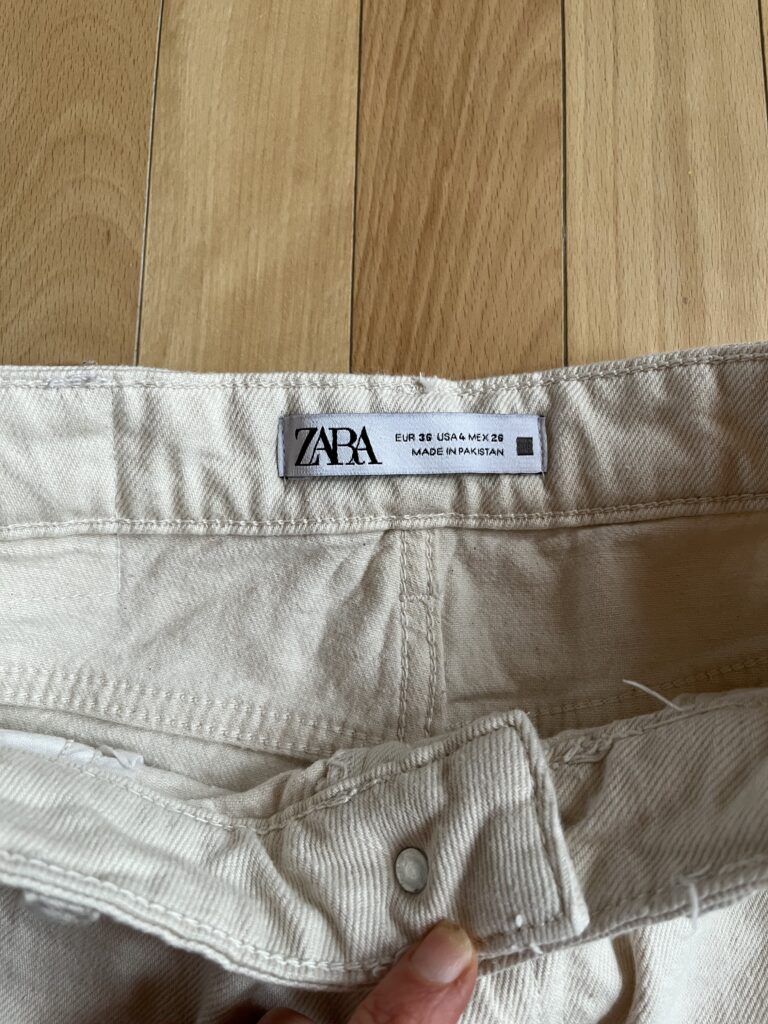 ZARA
EUR 36 USA 4 MEX 26
MADE IN PAKISTAN